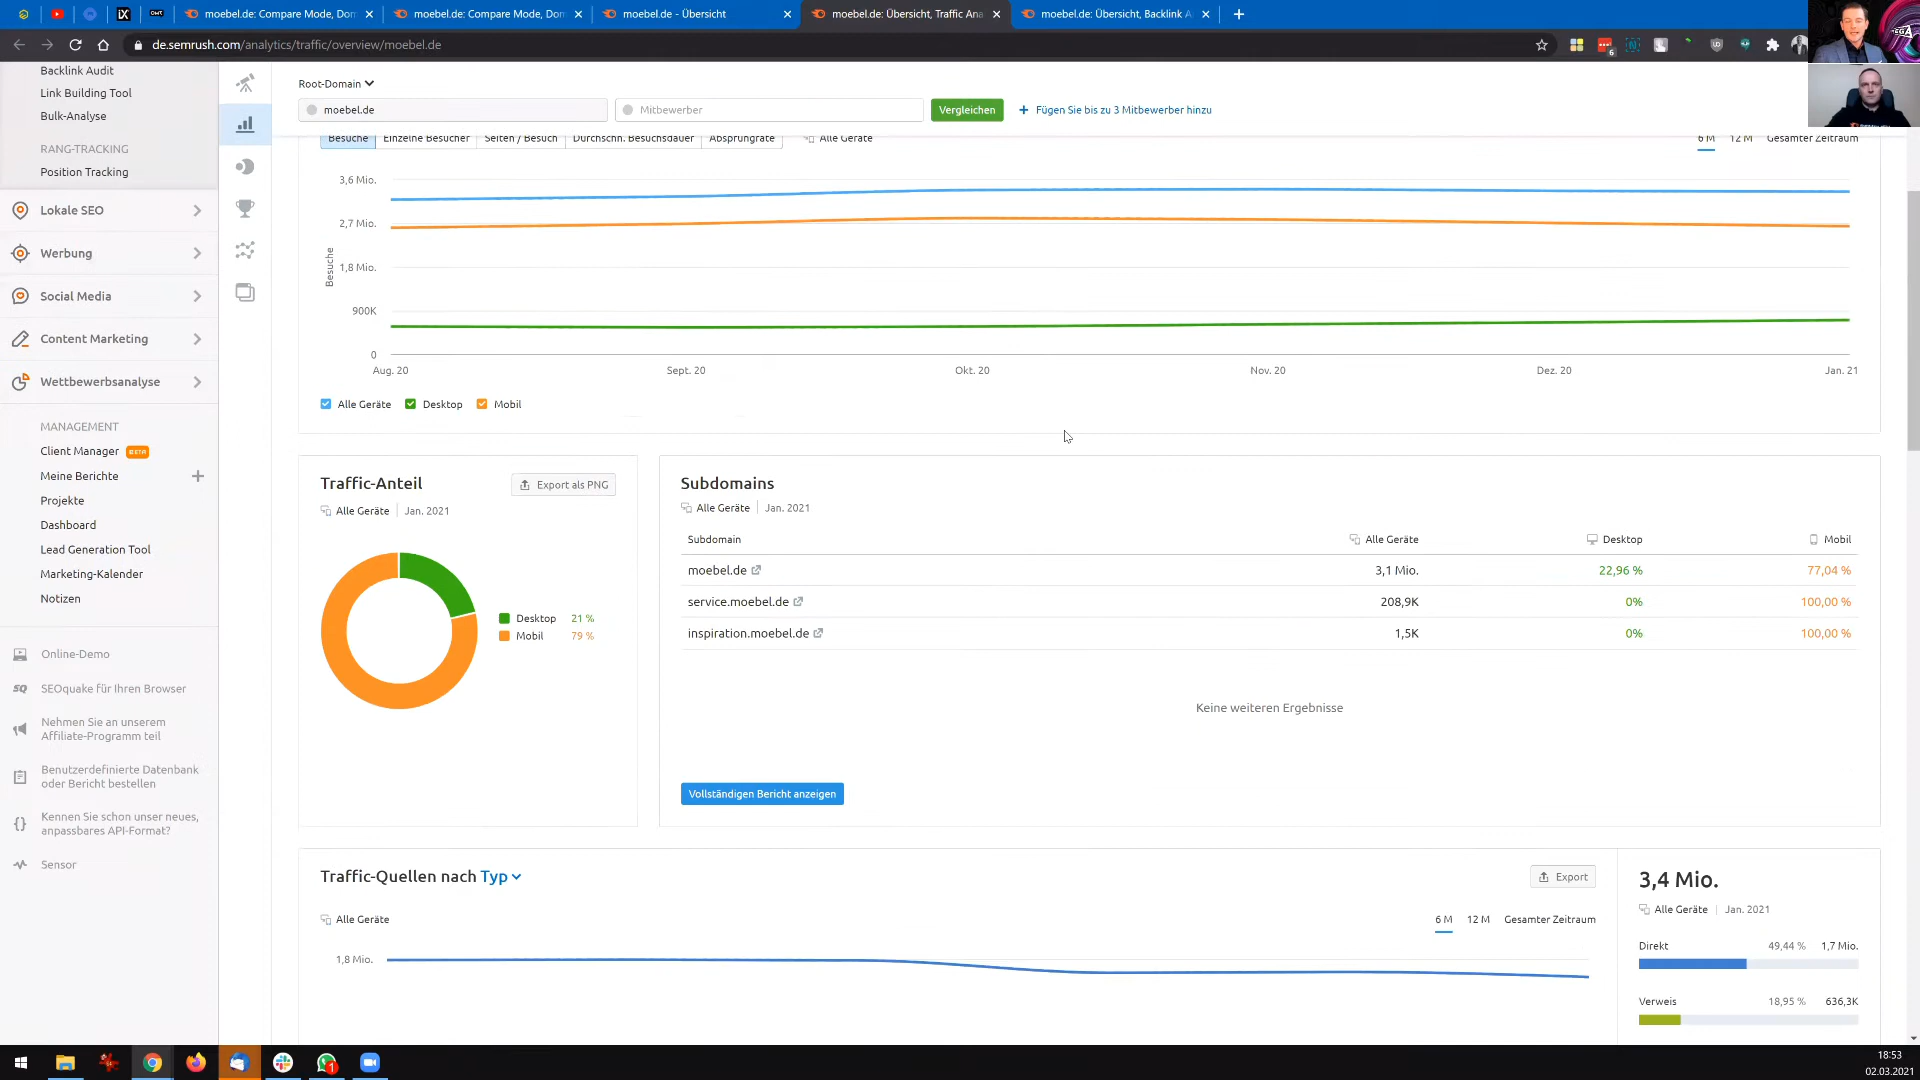 moebel.de: Compare Mode, Dom
moebel.de: Compare Mode, Dom
moebel.de - Übersicht
moebel.de: Übersicht, Traffic Ana
moebel.de: Übersicht, Backlink A
de.semrush.com/analytics/traffic/overview/moebel.de
Backlink Audit
Link Building Tool
Bulk-Analyse
RANG-TRACKING
Position Tracking
Lokale SEO
Werbung
Social Media
Content Marketing
Wettbewerbsanalyse
MANAGEMENT
Client Manager BETA
Meine Berichte
Projekte
Dashboard
Lead Generation Tool
Marketing-Kalender
Notizen
Online-Demo
SQ SEOquake für Ihren Browser
Nehmen Sie an unserem
Affiliate-Programm teil
Benutzerdefinierte Datenbank
oder Bericht bestellen
Kennen Sie schon unser neues,
anpassbares API-Format?
Sensor
Root-Domain
moebel.de
Mitbewerber
Vergleichen
+ Fügen Sie bis zu 3 Mitbewerber hinzu
Besuche Einzelne Besucher Seiten / Besuch Durchschn. Besuchsdauer Absprungrate Alle Geräte
6 M 12 M Gesamter Zeitraum
3,6 Mio.
2,7 Mio.
1,8 Mio.
900K
0
Besuche
Aug. 20 Sept. 20 Okt. 20 Nov. 20 Dez. 20 Jan. 21
Alle Geräte Desktop Mobil
Traffic-Anteil
Export als PNG
Alle Geräte Jan. 2021
Desktop 21 %
Mobil 79 %
Subdomains
Alle Geräte Jan. 2021
Subdomain Alle Geräte Desktop Mobil
moebel.de 3,1 Mio. 22,96 % 77,04 %
service.moebel.de 208,9K 0% 100,00 %
inspiration.moebel.de 1,5K 0% 100,00 %
Keine weiteren Ergebnisse
Vollständigen Bericht anzeigen
Traffic-Quellen nach Typ
Export
Alle Geräte
6 M 12 M Gesamter Zeitraum
1,8 Mio.
3,4 Mio.
Alle Geräte Jan. 2021
Direkt 49,44 % 1,7 Mio.
Verweis 18,95 % 636,3K
18:53
02.03.2021